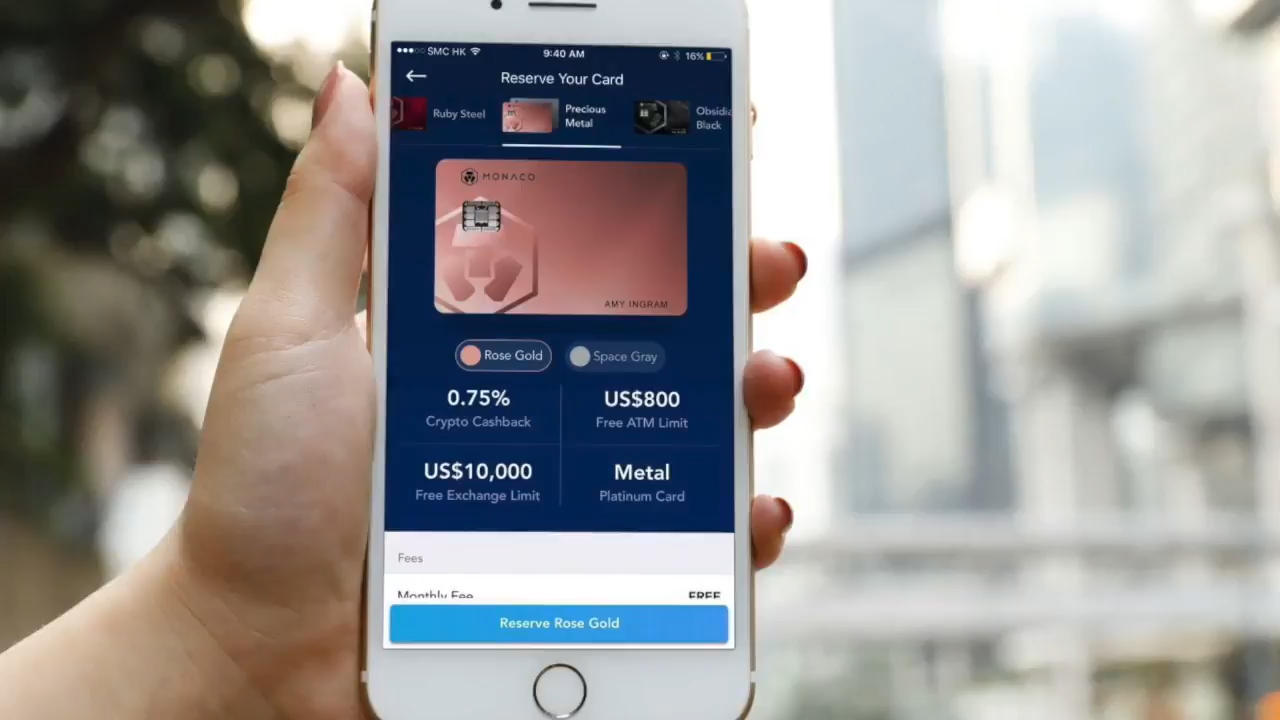 SMC HK
9:40 AM
16%
Reserve Your Card
Ruby Steel
Precious
Metal
Obsidia
Black
MONACO
AMY INGRAM
Rose Gold
Space Gray
0.75%
Crypto Cashback
US$800
Free ATM Limit
US$10,000
Free Exchange Limit
Metal
Platinum Card
Fees
Monthly Fee
FREE
Reserve Rose Gold